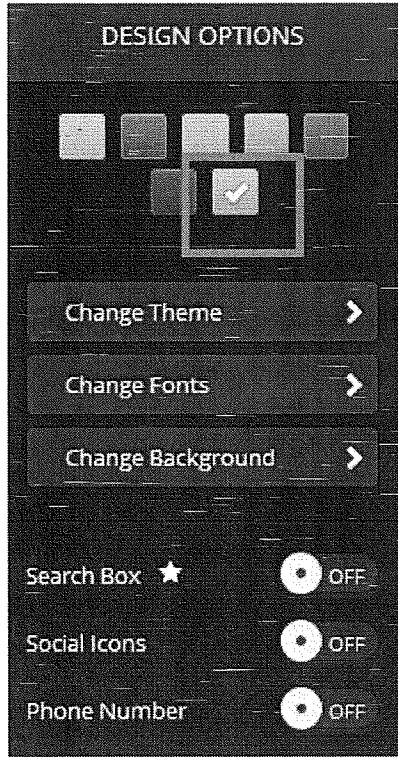 DESIGN OPTIONS
Change Theme
Change Fonts
Change Background
Search Box ★ OFF
Social Icons OFF
Phone Number OFF